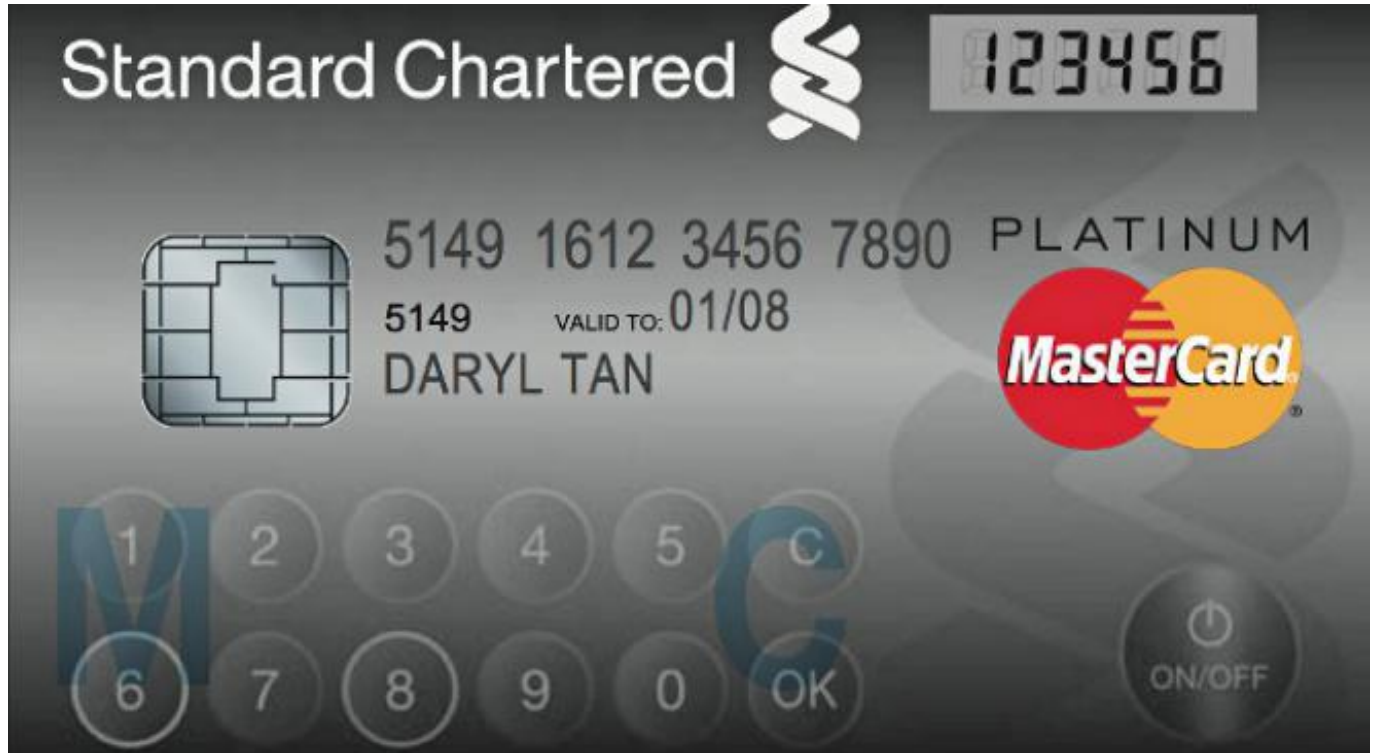 Standard Chartered
123456
PLATINUM
5149 1612 3456 7890
MasterCard
®
5149 VALID TO: 01/08
DARYL TAN
M C
1 2 3 4 5 C
6 7 8 9 0 OK
ON/OFF